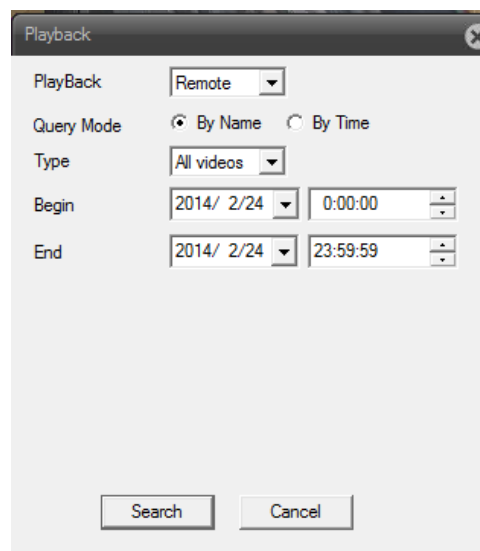 Playback
PlayBack Remote
Query Mode By Name By Time
Type All videos
Begin 2014/ 2/24 0:00:00
End 2014/ 2/24 23:59:59
Search Cancel